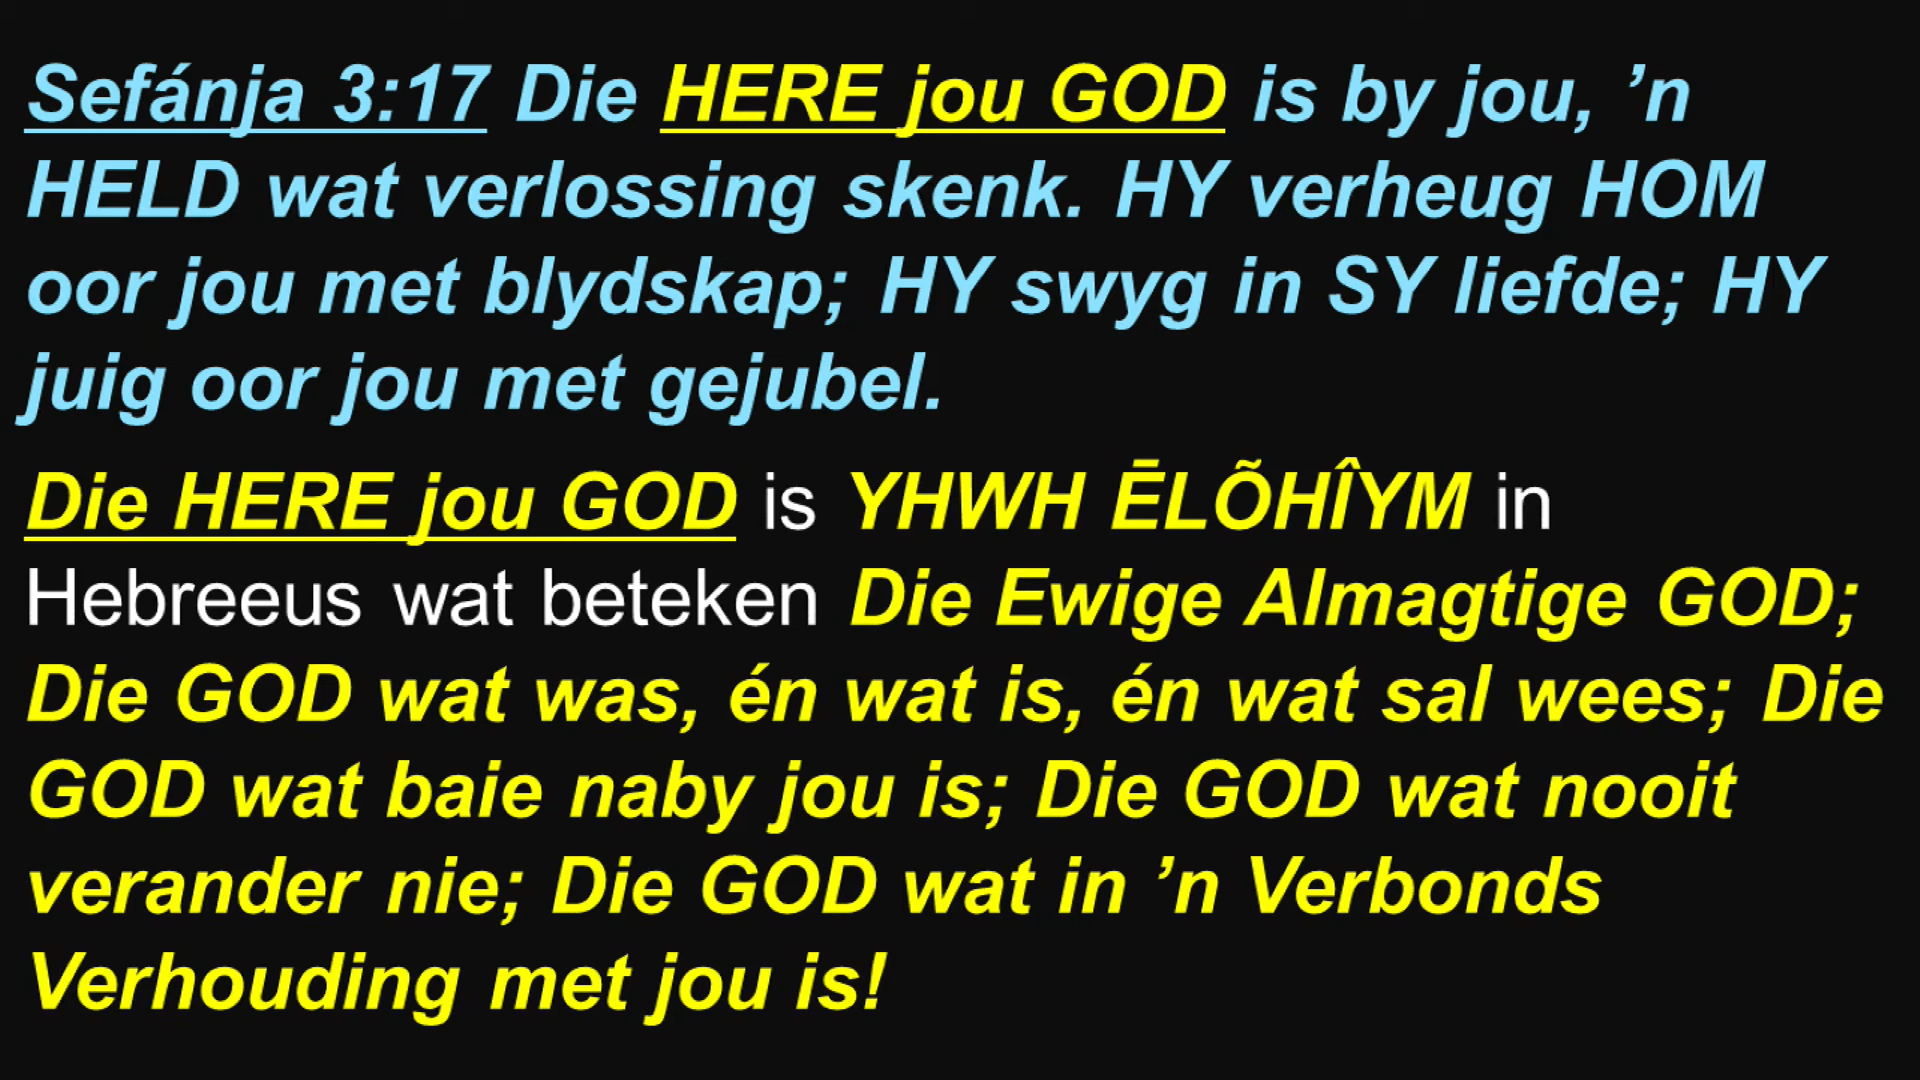 Sefánja 3:17 Die HERE jou GOD is by jou, ’n
HELD wat verlossing skenk. HY verheug HOM
oor jou met blydskap; HY swyg in SY liefde; HY
juig oor jou met gejubel.
Die HERE jou GOD is YHWH ĒLÕHÎYM in
Hebreeus wat beteken Die Ewige Almagtige GOD;
Die GOD wat was, én wat is, én wat sal wees; Die
GOD wat baie naby jou is; Die GOD wat nooit
verander nie; Die GOD wat in ’n Verbonds
Verhouding met jou is!